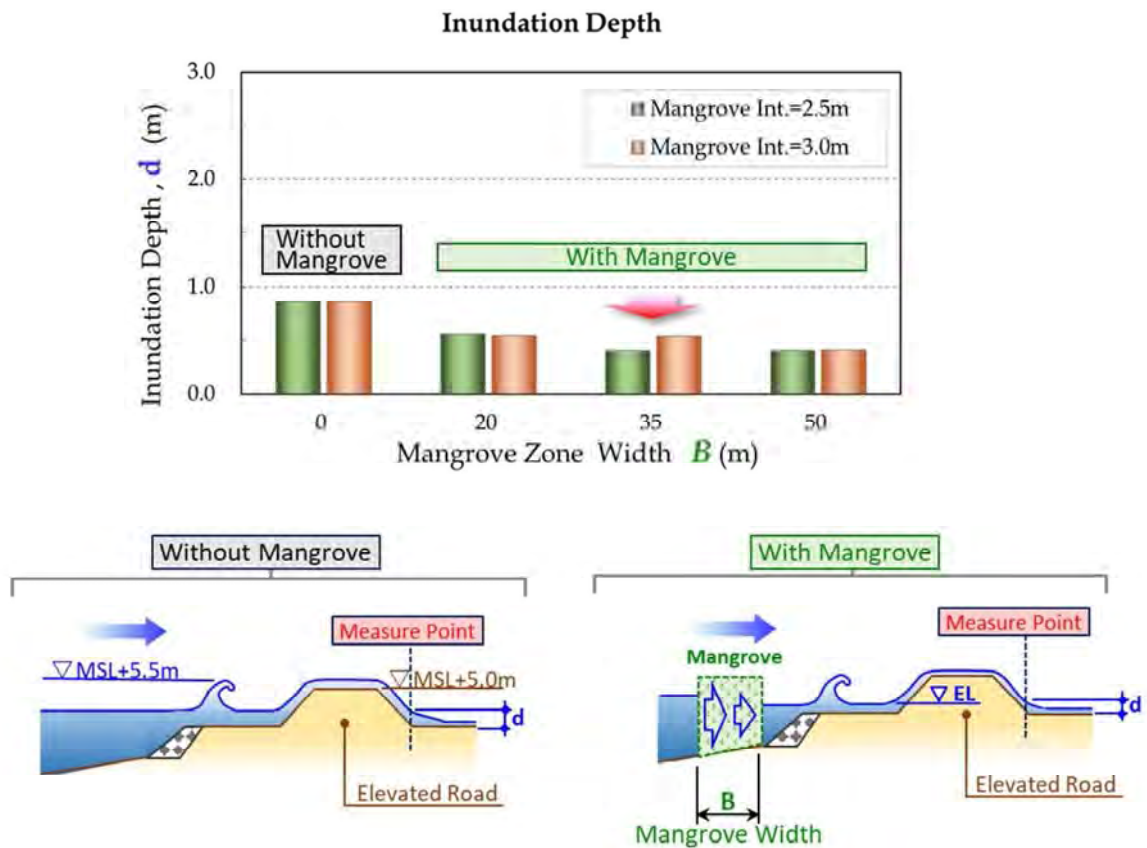 Inundation Depth
Inundation Depth , d (m)
3.0
2.0
1.0
0.0
Mangrove Int.=2.5m
Mangrove Int.=3.0m
Without
Mangrove
With Mangrove
0
20
35
50
Mangrove Zone Width B (m)
Without Mangrove
Measure Point
MSL+5.5m
MSL+5.0m
d
Elevated Road
With Mangrove
Measure Point
Mangrove
EL
d
B
Elevated Road
Mangrove Width